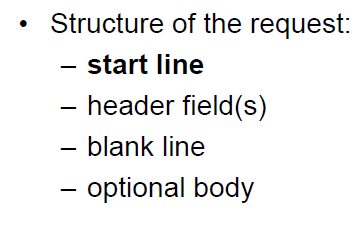 • Structure of the request:
– start line
– header field(s)
– blank line
– optional body